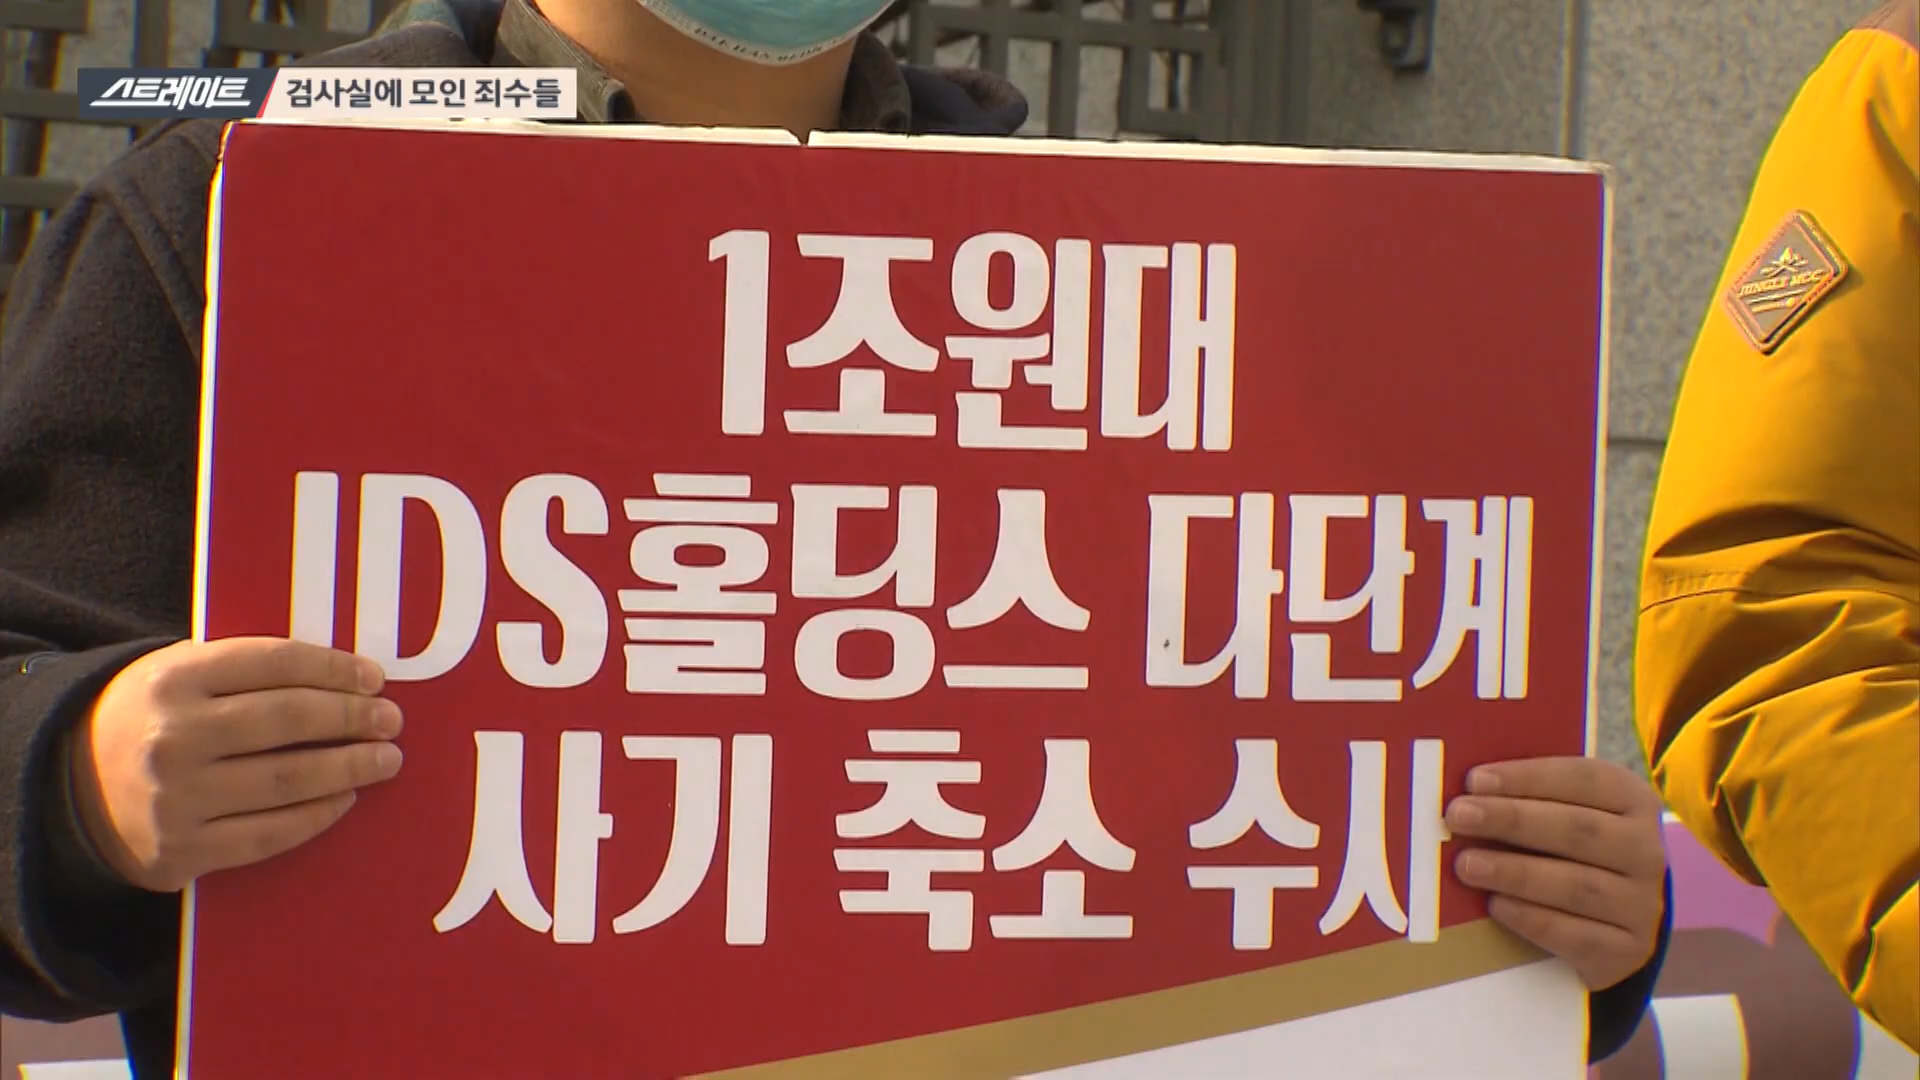 스트레이트 검사실에 모인 죄수들
1조원대
IDS홀딩스 다단계
사기 축소 수사